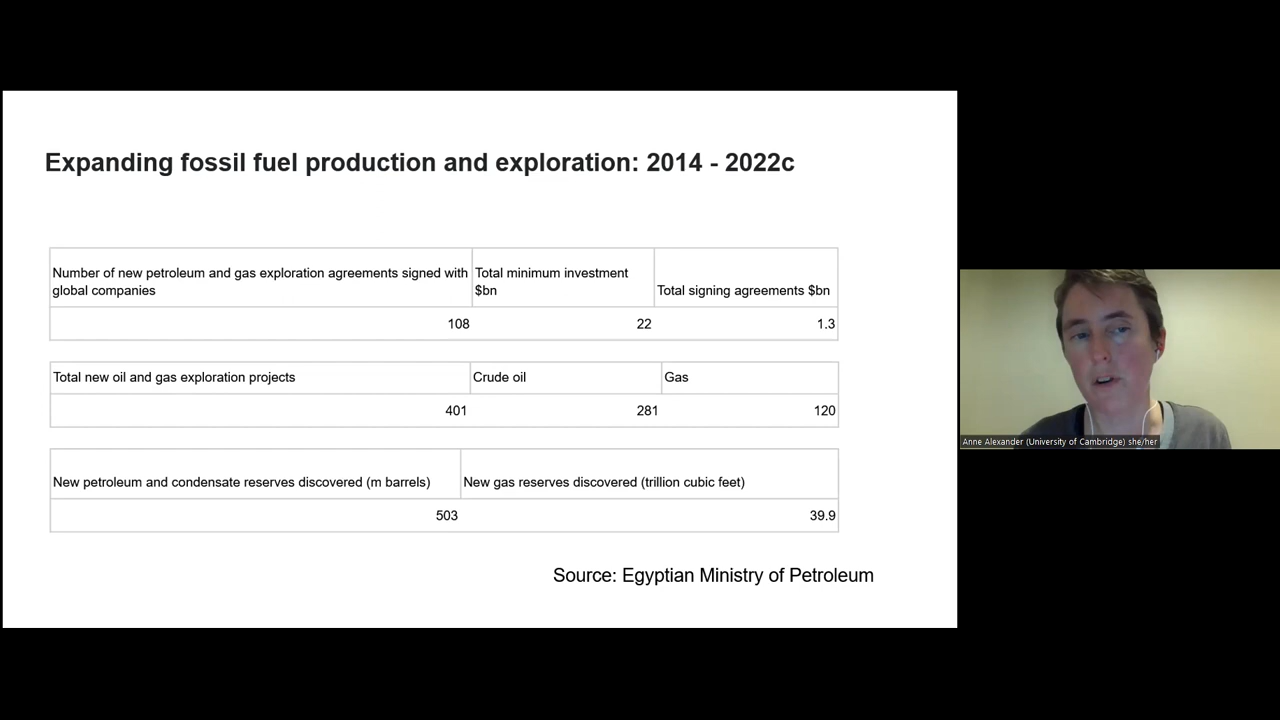 Expanding fossil fuel production and exploration: 2014 - 2022c
Number of new petroleum and gas exploration agreements signed with
global companies
Total minimum investment
$bn
Total signing agreements $bn
108
22
1.3
Total new oil and gas exploration projects
Crude oil
Gas
401
281
120
New petroleum and condensate reserves discovered (m barrels)
New gas reserves discovered (trillion cubic feet)
503
39.9
Source: Egyptian Ministry of Petroleum
Anne Alexander (University of Cambridge) she/her